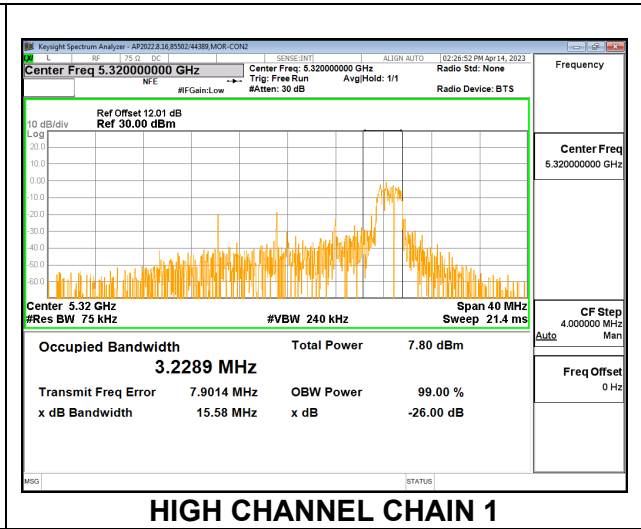 Keysight Spectrum Analyzer - AP2022.8.16,85502/44389,MOR-CON2
L RF 75 Ω DC SENSE:INT ALIGN AUTO 02:26:52 PM Apr 14, 2023
Center Freq 5.320000000 GHz Center Freq: 5.320000000 GHz Radio Std: None Frequency
NFE Trig: Free Run Avg|Hold: 1/1
#IFGain:Low #Atten: 30 dB Radio Device: BTS
Ref Offset 12.01 dB
10 dB/div Ref 30.00 dBm
Log
20.0
10.0
0.00
-10.0
-20.0
-30.0
-40.0
-50.0
-60.0
Center Freq
5.320000000 GHz
Center 5.32 GHz Span 40 MHz
#Res BW 75 kHz #VBW 240 kHz Sweep 21.4 ms
CF Step
4.000000 MHz
Auto Man
Occupied Bandwidth Total Power 7.80 dBm
3.2289 MHz
Freq Offset
0 Hz
Transmit Freq Error 7.9014 MHz OBW Power 99.00 %
x dB Bandwidth 15.58 MHz x dB -26.00 dB
MSG STATUS
HIGH CHANNEL CHAIN 1